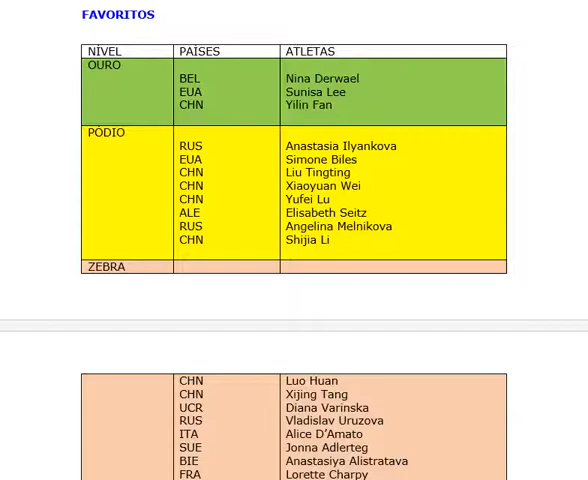 FAVORITOS
NÍVEL PAÍSES ATLETAS
OURO
BEL Nina Derwael
EUA Sunisa Lee
CHN Yilin Fan
PÓDIO
RUS Anastasia Ilyankova
EUA Simone Biles
CHN Liu Tingting
CHN Xiaoyuan Wei
CHN Yufei Lu
ALE Elisabeth Seitz
RUS Angelina Melnikova
CHN Shijia Li
ZEBRA
CHN Luo Huan
CHN Xijing Tang
UCR Diana Varinska
RUS Vladislav Uruzova
ITA Alice D’Amato
SUE Jonna Adlerteg
BIE Anastasiya Alistratava
FRA Lorette Charpy